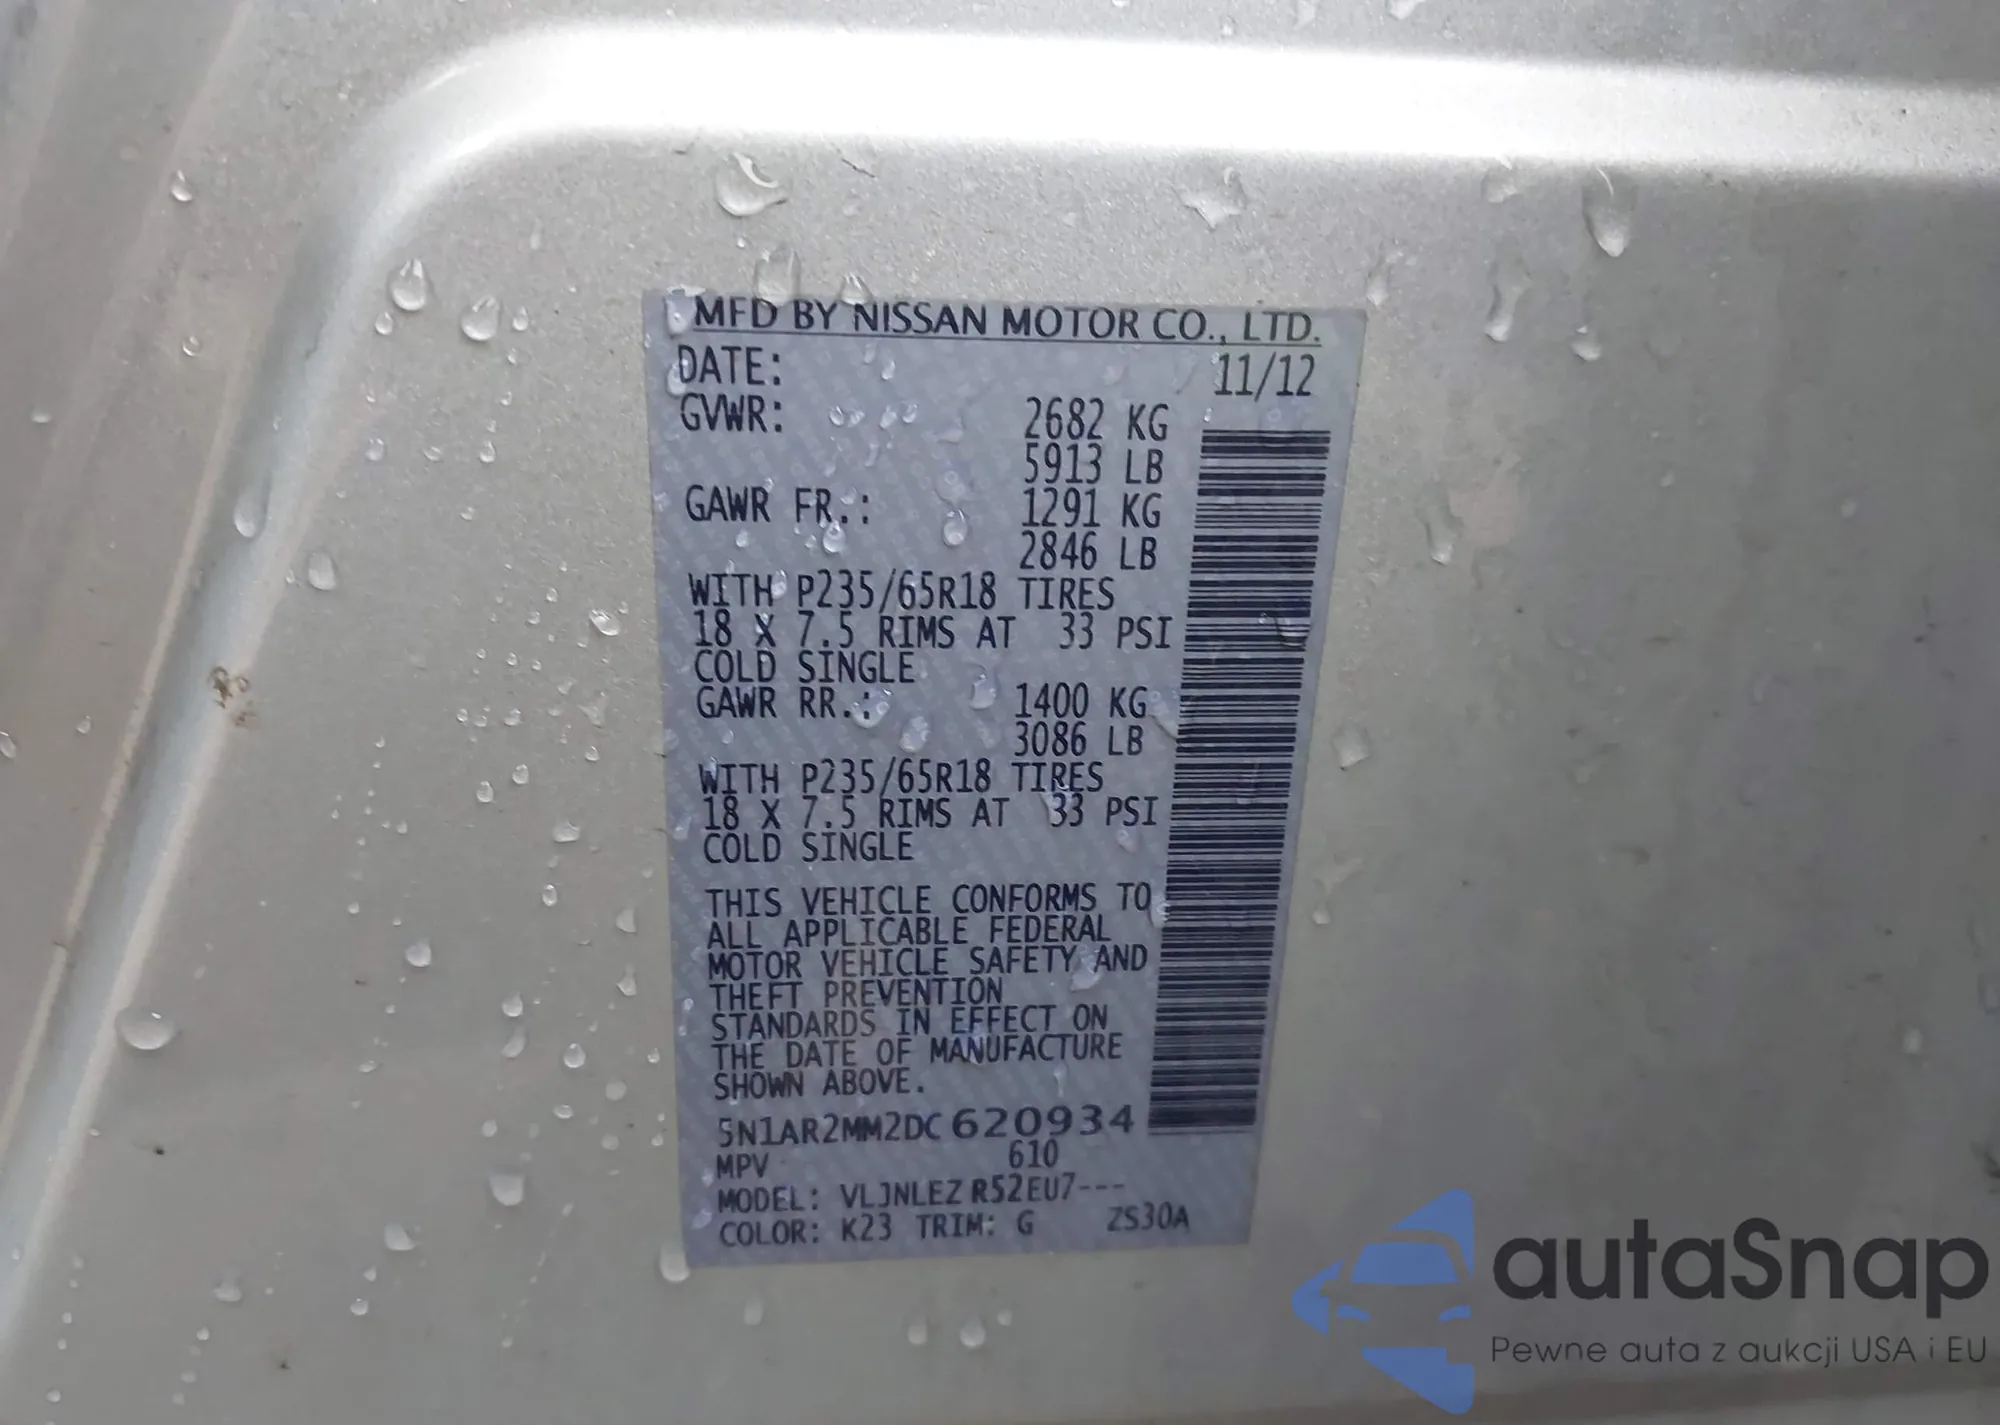 MFD BY NISSAN MOTOR CO., LTD.
DATE: 11/12
GVWR: 2682 KG
5913 LB
GAWR FR.: 1291 KG
2846 LB
WITH P235/65R18 TIRES
18 X 7.5 RIMS AT 33 PSI
COLD SINGLE
GAWR RR.: 1400 KG
3086 LB
WITH P235/65R18 TIRES
18 X 7.5 RIMS AT 33 PSI
COLD SINGLE
THIS VEHICLE CONFORMS TO
ALL APPLICABLE FEDERAL
MOTOR VEHICLE SAFETY AND
THEFT PREVENTION
STANDARDS IN EFFECT ON
THE DATE OF MANUFACTURE
SHOWN ABOVE.
5N1AR2MM2DC620934
MPV 610
MODEL: VLJNLEZ R52EU7---
COLOR: K23 TRIM: G ZS30A
autaSnap
Pewne auta z aukcji USA i EU